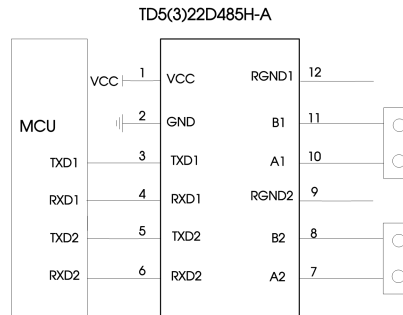 TD5(3)22D485H-A
VCC 1 VCC RGND1 12
2 GND B1 11
MCU
TXD1 3 TXD1 A1 10
RXD1 4 RXD1 RGND2 9
TXD2 5 TXD2 B2 8
RXD2 6 RXD2 A2 7